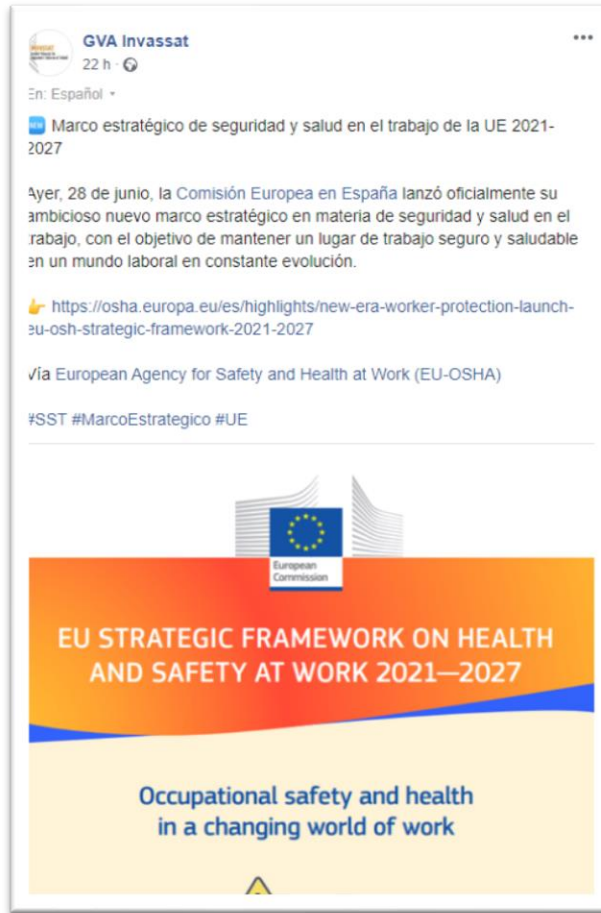 GVA Invassat
22 h
En: Español
NEW Marco estratégico de seguridad y salud en el trabajo de la UE 2021-
2027
Ayer, 28 de junio, la Comisión Europea en España lanzó oficialmente su
ambicioso nuevo marco estratégico en materia de seguridad y salud en el
trabajo, con el objetivo de mantener un lugar de trabajo seguro y saludable
en un mundo laboral en constante evolución.
https://osha.europa.eu/es/highlights/new-era-worker-protection-launch-
eu-osh-strategic-framework-2021-2027
Vía European Agency for Safety and Health at Work (EU-OSHA)
#SST #MarcoEstrategico #UE
European
Commission
EU STRATEGIC FRAMEWORK ON HEALTH
AND SAFETY AT WORK 2021—2027
Occupational safety and health
in a changing world of work